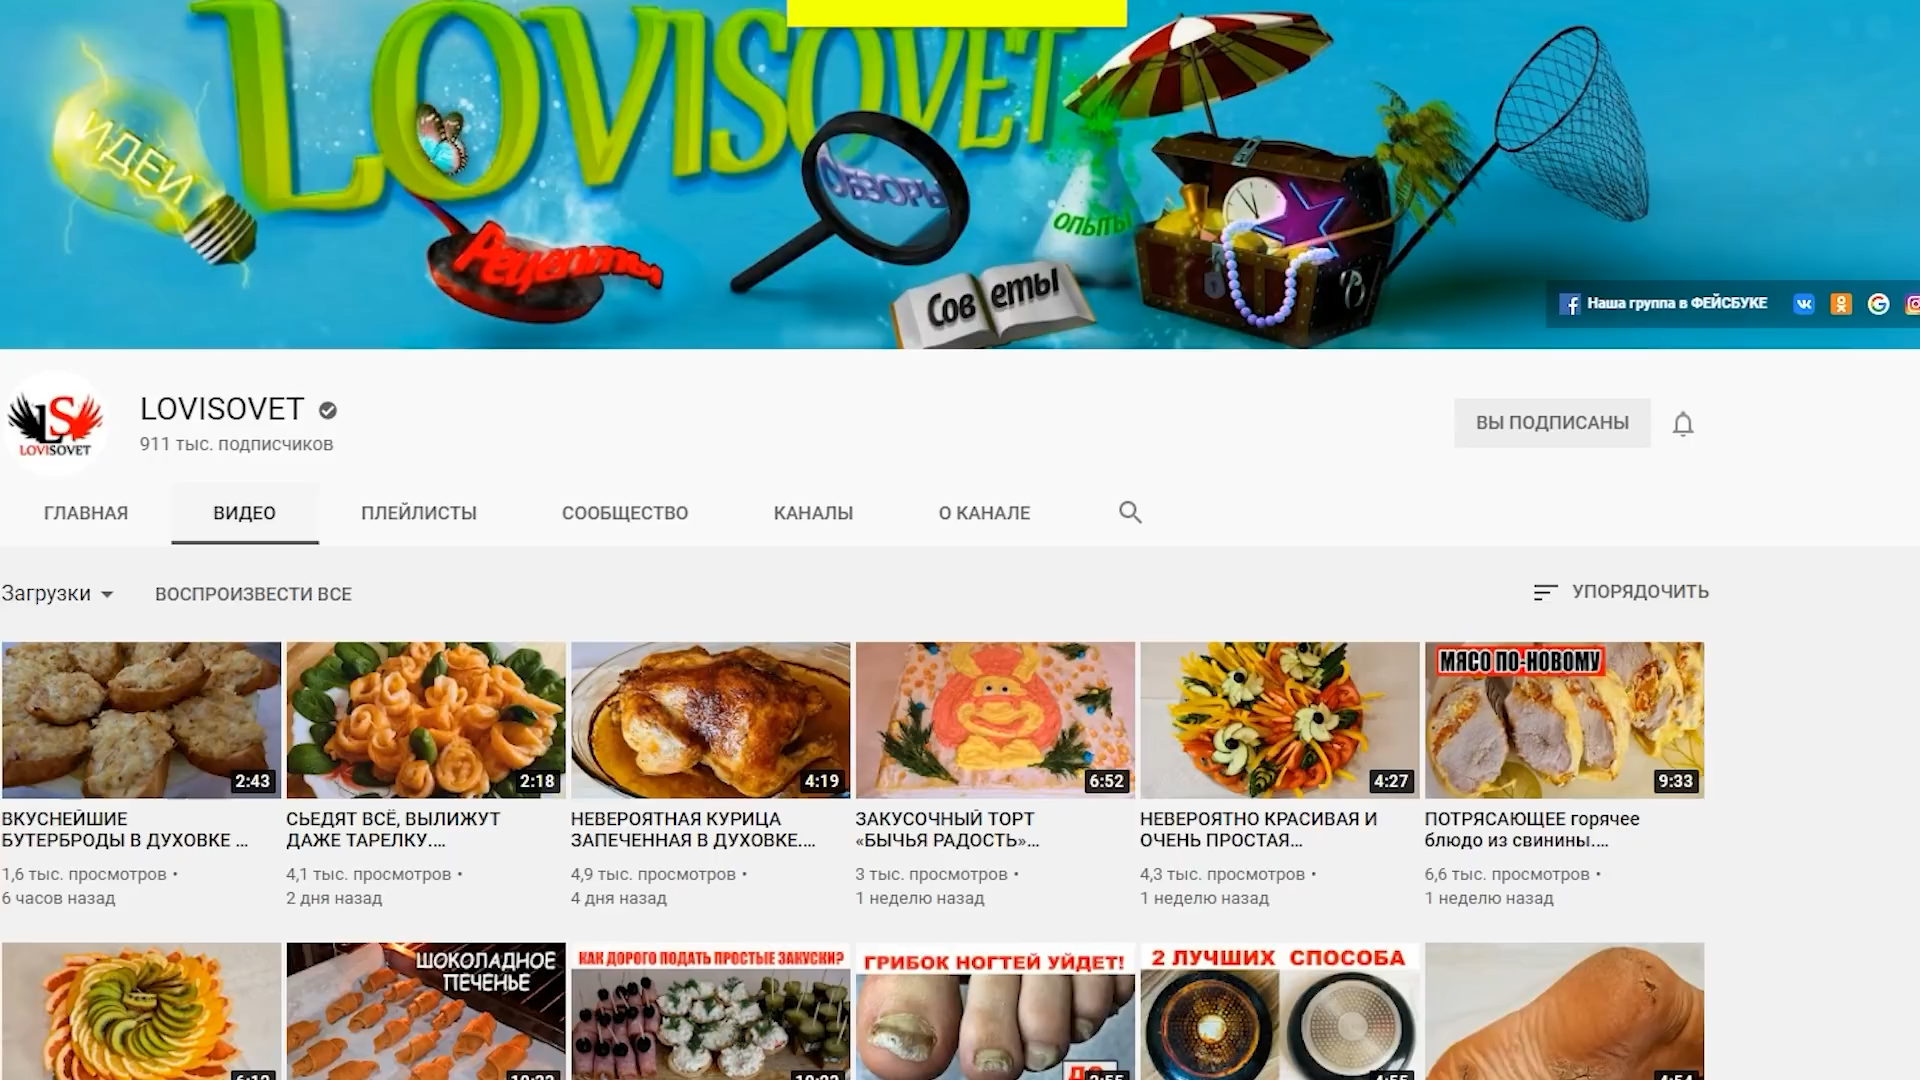 LOVISOVET
ИДЕИ
ОБЗОРЫ
ОПЫТЫ
Рецепты
Советы
Наша группа в ФЕЙСБУКЕ
LS
LOVISOVET
LOVISOVET
911 тыс. подписчиков
ВЫ ПОДПИСАНЫ
ГЛАВНАЯ ВИДЕО ПЛЕЙЛИСТЫ СООБЩЕСТВО КАНАЛЫ О КАНАЛЕ
Загрузки ВОСПРОИЗВЕСТИ ВСЕ УПОРЯДОЧИТЬ
МЯСО ПО-НОВОМУ
2:43 2:18 4:19 6:52 4:27 9:33
ВКУСНЕЙШИЕ
БУТЕРБРОДЫ В ДУХОВКЕ ...
1,6 тыс. просмотров •
6 часов назад
СЬЕДЯТ ВСЁ, ВЫЛИЖУТ
ДАЖЕ ТАРЕЛКУ....
4,1 тыс. просмотров •
2 дня назад
НЕВЕРОЯТНАЯ КУРИЦА
ЗАПЕЧЕННАЯ В ДУХОВКЕ....
4,9 тыс. просмотров •
4 дня назад
ЗАКУСОЧНЫЙ ТОРТ
«БЫЧЬЯ РАДОСТЬ»...
3 тыс. просмотров •
1 неделю назад
НЕВЕРОЯТНО КРАСИВАЯ И
ОЧЕНЬ ПРОСТАЯ...
4,3 тыс. просмотров •
1 неделю назад
ПОТРЯСАЮЩЕЕ горячее
блюдо из свинины....
6,6 тыс. просмотров •
1 неделю назад
ШОКОЛАДНОЕ
ПЕЧЕНЬЕ
КАК ДОРОГО ПОДАТЬ ПРОСТЫЕ ЗАКУСКИ?
ГРИБОК НОГТЕЙ УЙДЕТ!
2 ЛУЧШИХ СПОСОБА